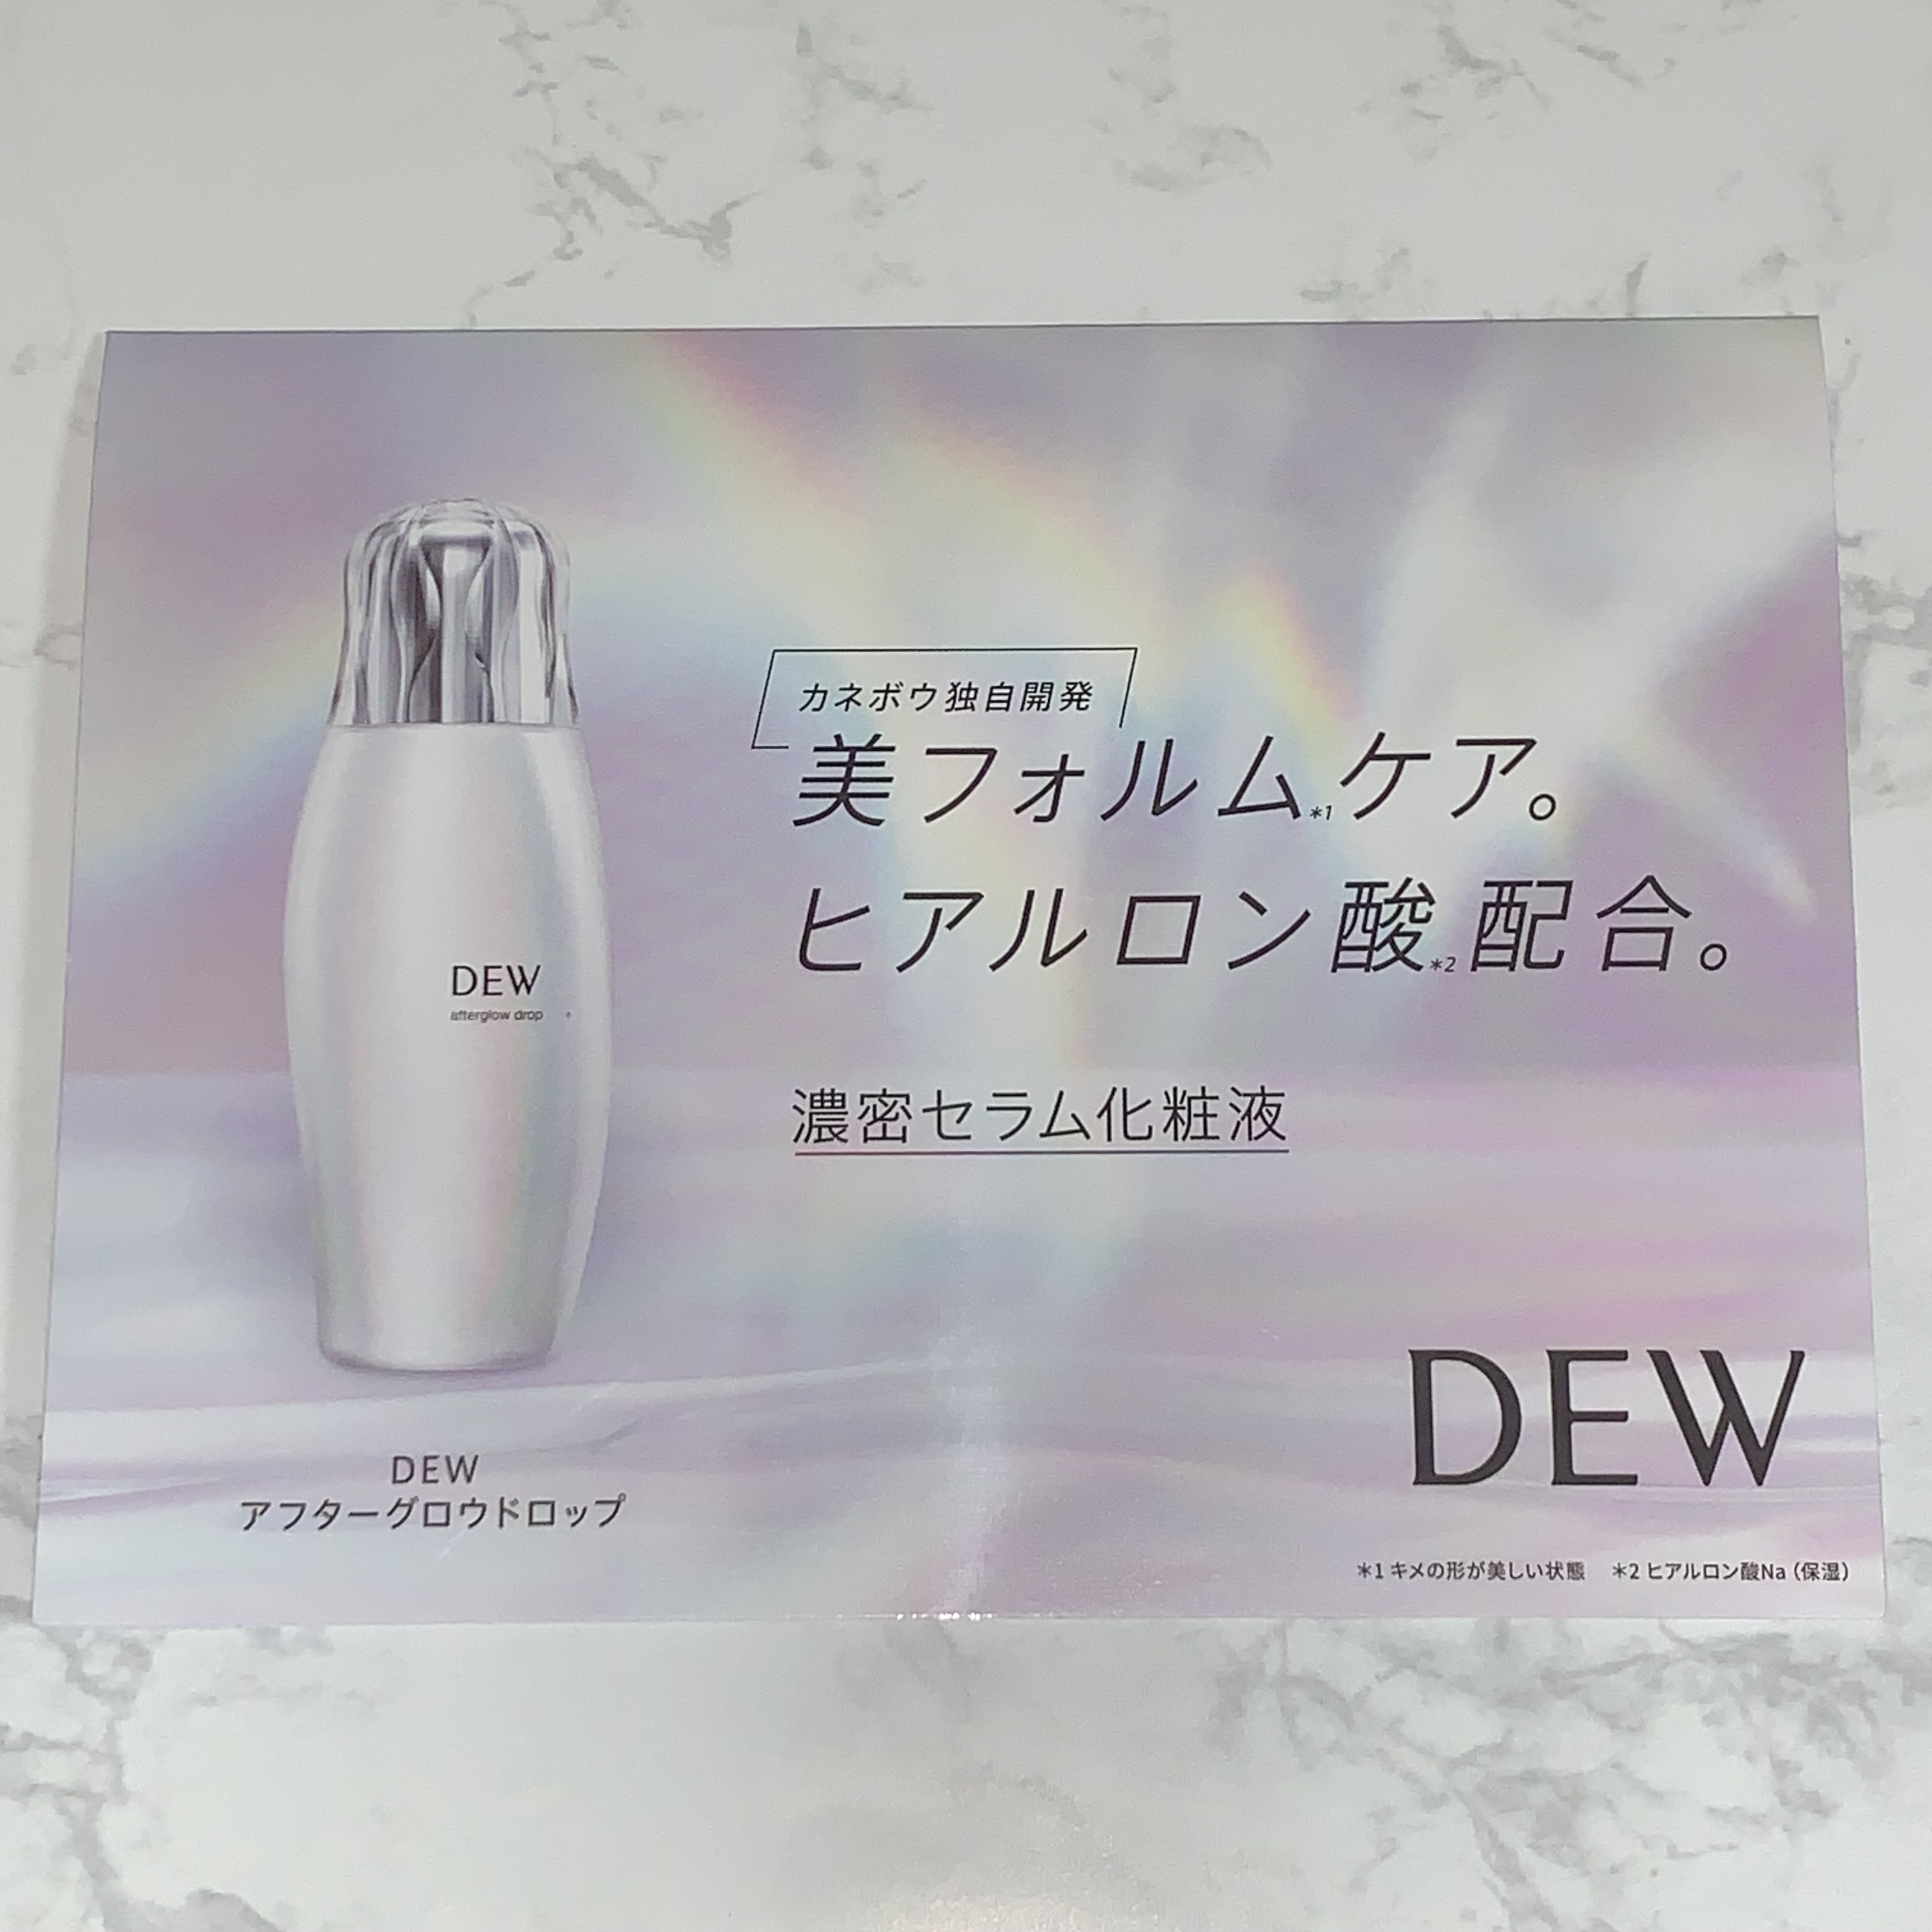 カネボウ独自開発
美フォルム*1ケア。
ヒアルロン酸*2配合。
濃密セラム化粧液
DEW
afterglow drop
DEW
アフターグロウドロップ
DEW
*1 キメの形が美しい状態 *2 ヒアルロン酸Na（保湿）